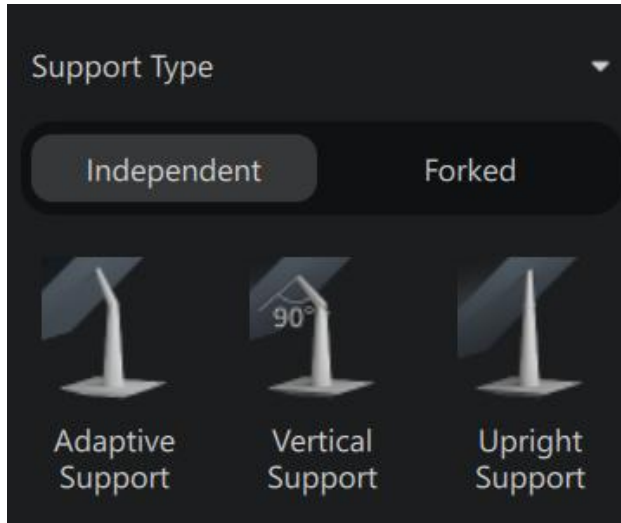 Support Type
Independent
Forked
90°
Adaptive
Support
Vertical
Support
Upright
Support